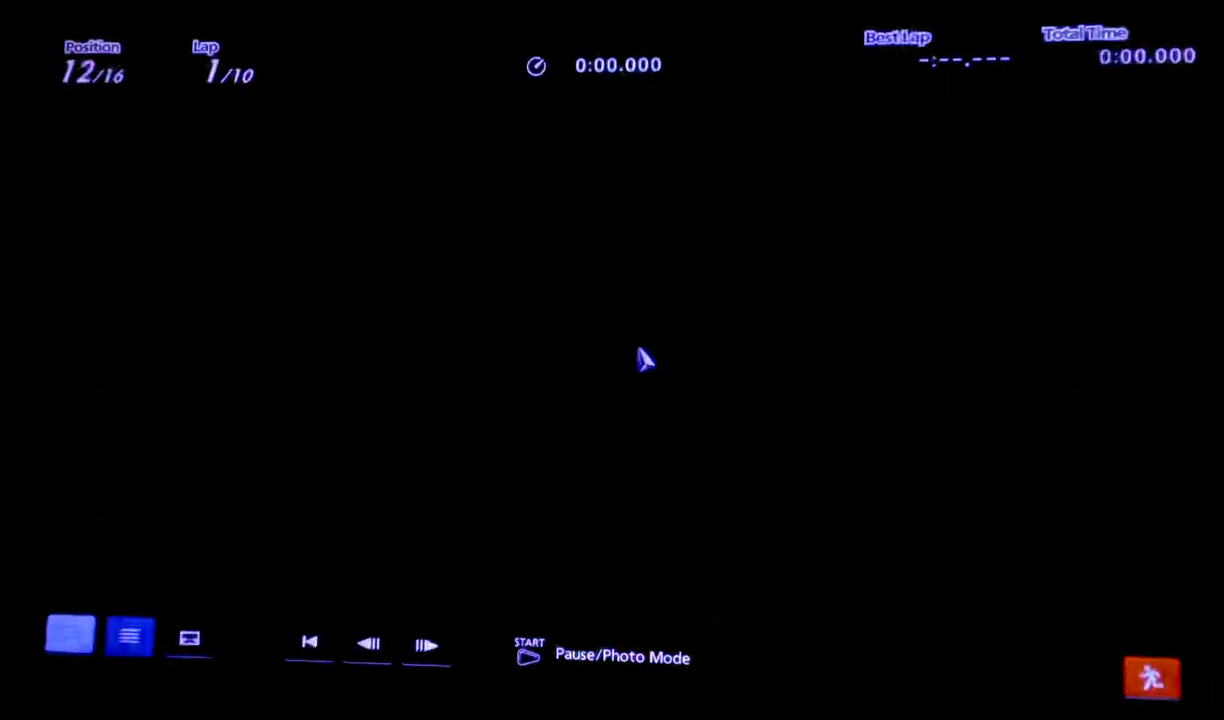 Position
12/16
Lap
1/10
0:00.000
Best Lap
-:--.---
Total Time
0:00.000
START
Pause/Photo Mode